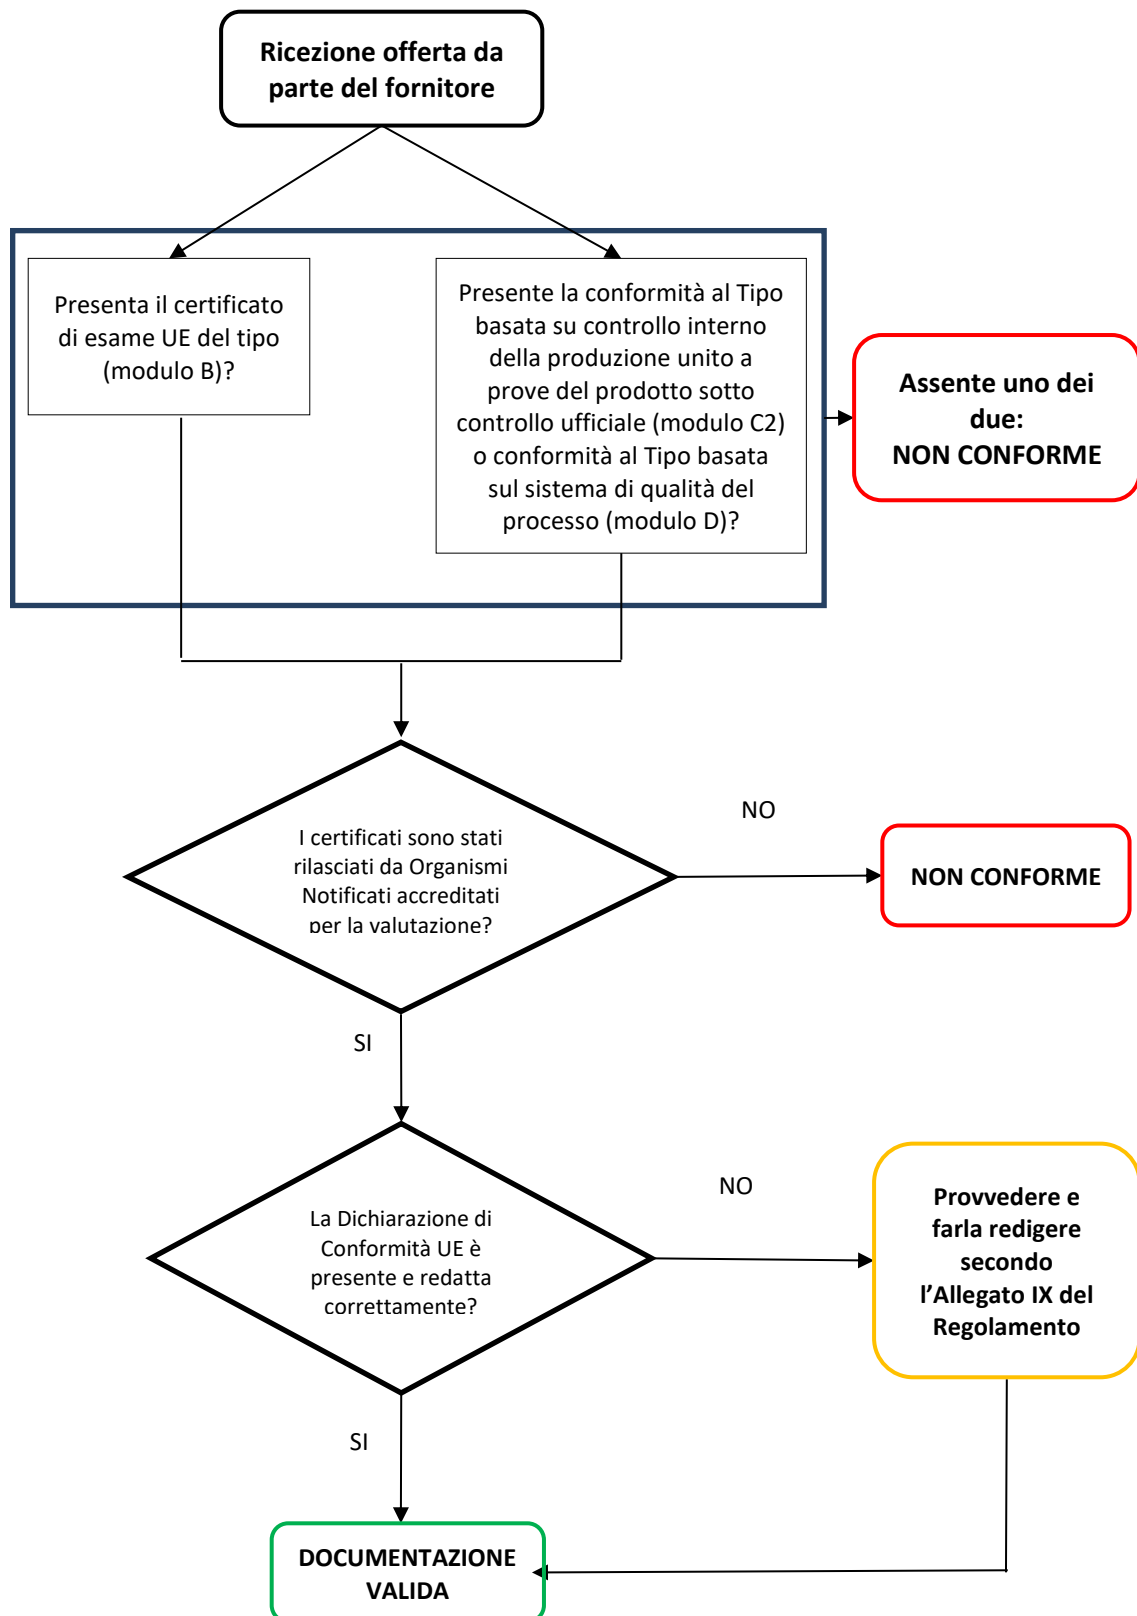 Ricezione offerta da
parte del fornitore
Presenta il certificato
di esame UE del tipo
(modulo B)?
Presente la conformità al Tipo
basata su controllo interno
della produzione unito a
prove del prodotto sotto
controllo ufficiale (modulo C2)
o conformità al Tipo basata
sul sistema di qualità del
processo (modulo D)?
Assente uno dei
due:
NON CONFORME
I certificati sono stati
rilasciati da Organismi
Notificati accreditati
per la valutazione?
NO
NON CONFORME
SI
La Dichiarazione di
Conformità UE è
presente e redatta
correttamente?
NO
Provvedere e
farla redigere
secondo
l’Allegato IX del
Regolamento
SI
DOCUMENTAZIONE
VALIDA